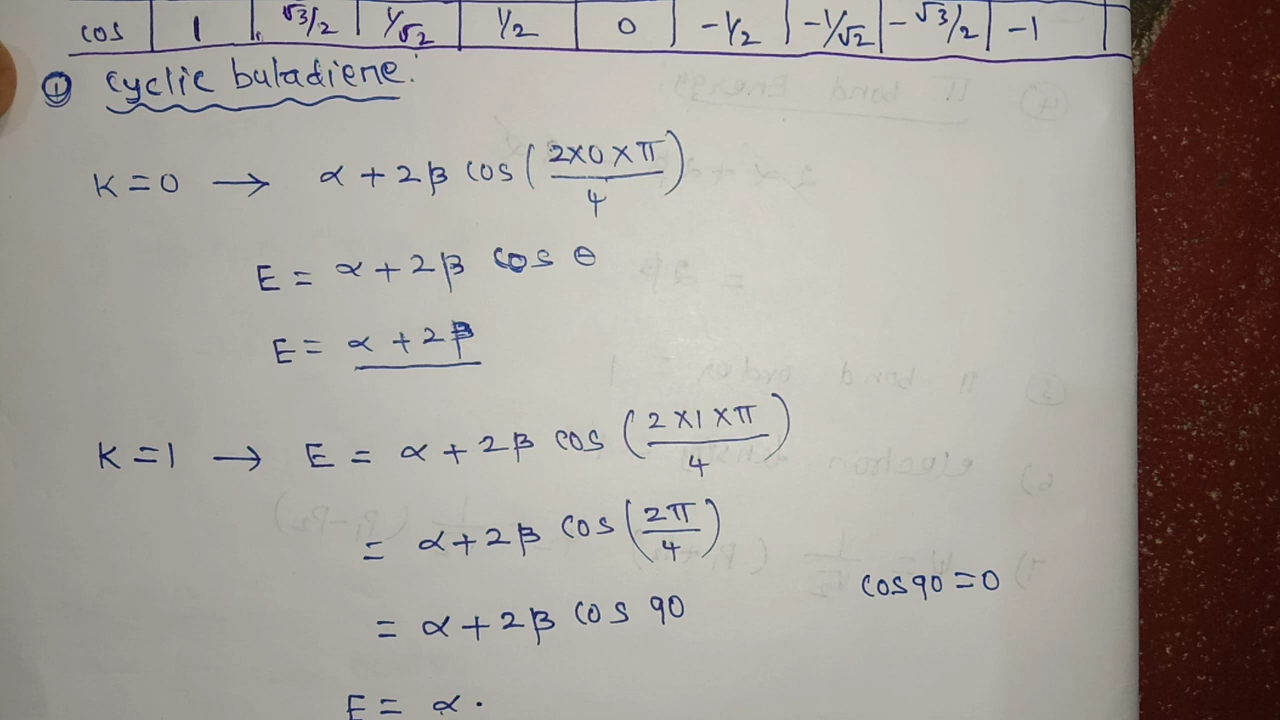 cos | 1 | √3/2 | 1/√2 | 1/2 | 0 | -1/2 | -1/√2 | -√3/2 | -1
① cyclic butadiene.
K=0 → α+2β cos(2×0×π/4)
E = α+2β cos θ
E = α+2β
K=1 → E = α+2β cos(2×1×π/4)
= α+2β cos(2π/4)
= α+2β cos 90
cos90=0
E = α.